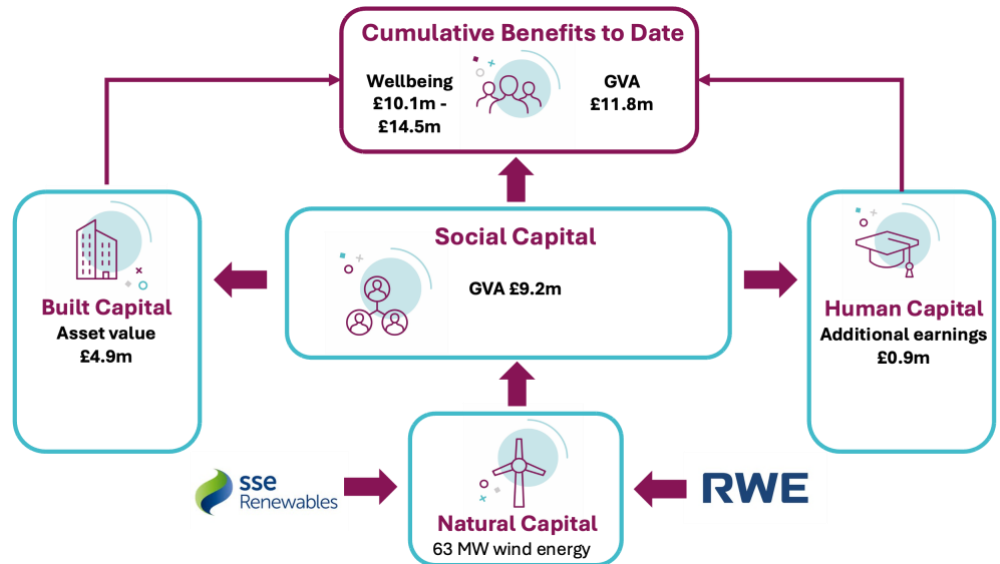 Cumulative Benefits to Date
Wellbeing
£10.1m -
£14.5m
GVA
£11.8m
Social Capital
GVA £9.2m
Built Capital
Asset value
£4.9m
Human Capital
Additional earnings
£0.9m
sse
Renewables
RWE
Natural Capital
63 MW wind energy